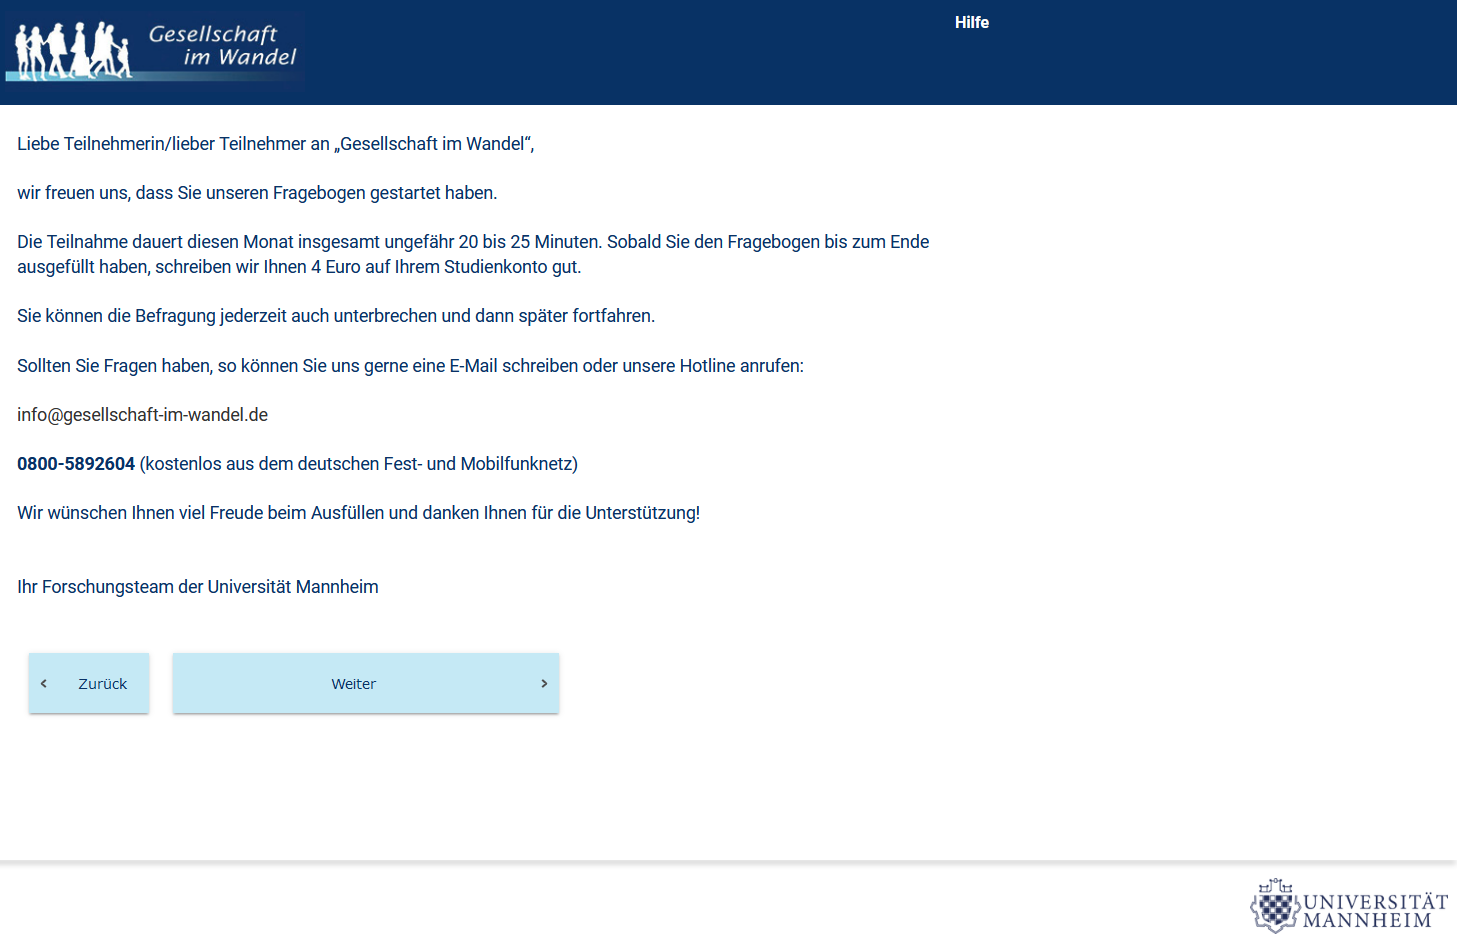 Gesellschaft
im Wandel
Hilfe
Liebe Teilnehmerin/lieber Teilnehmer an „Gesellschaft im Wandel“,
wir freuen uns, dass Sie unseren Fragebogen gestartet haben.
Die Teilnahme dauert diesen Monat insgesamt ungefähr 20 bis 25 Minuten. Sobald Sie den Fragebogen bis zum Ende
ausgefüllt haben, schreiben wir Ihnen 4 Euro auf Ihrem Studienkonto gut.
Sie können die Befragung jederzeit auch unterbrechen und dann später fortfahren.
Sollten Sie Fragen haben, so können Sie uns gerne eine E-Mail schreiben oder unsere Hotline anrufen:
info@gesellschaft-im-wandel.de
0800-5892604 (kostenlos aus dem deutschen Fest- und Mobilfunknetz)
Wir wünschen Ihnen viel Freude beim Ausfüllen und danken Ihnen für die Unterstützung!
Ihr Forschungsteam der Universität Mannheim
Zurück
Weiter
UNIVERSITÄT
MANNHEIM